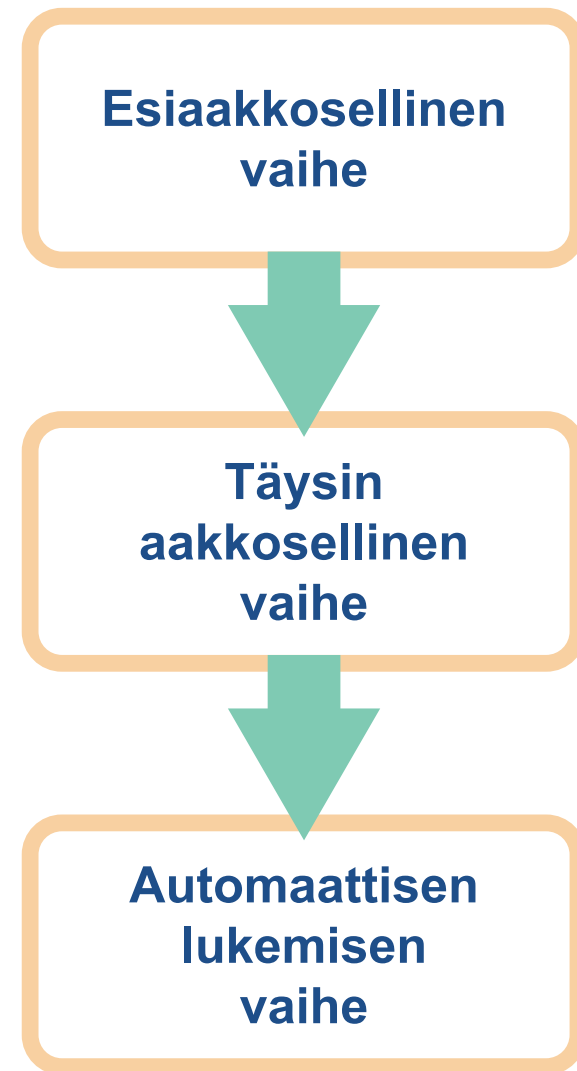 Esiaakkosellinen
vaihe
Täysin
aakkosellinen
vaihe
Automaattisen
lukemisen
vaihe